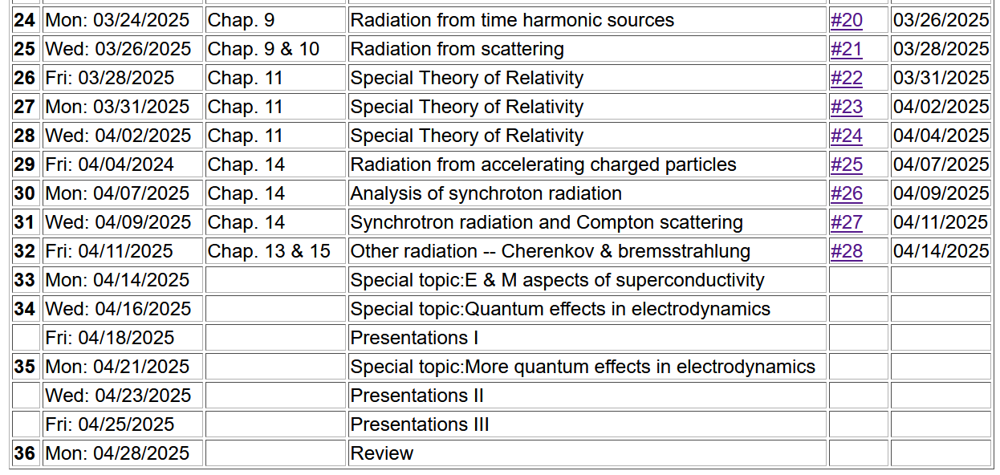 24 Mon: 03/24/2025 Chap. 9 Radiation from time harmonic sources #20 03/26/2025
25 Wed: 03/26/2025 Chap. 9 & 10 Radiation from scattering #21 03/28/2025
26 Fri: 03/28/2025 Chap. 11 Special Theory of Relativity #22 03/31/2025
27 Mon: 03/31/2025 Chap. 11 Special Theory of Relativity #23 04/02/2025
28 Wed: 04/02/2025 Chap. 11 Special Theory of Relativity #24 04/04/2025
29 Fri: 04/04/2024 Chap. 14 Radiation from accelerating charged particles #25 04/07/2025
30 Mon: 04/07/2025 Chap. 14 Analysis of synchroton radiation #26 04/09/2025
31 Wed: 04/09/2025 Chap. 14 Synchrotron radiation and Compton scattering #27 04/11/2025
32 Fri: 04/11/2025 Chap. 13 & 15 Other radiation -- Cherenkov & bremsstrahlung #28 04/14/2025
33 Mon: 04/14/2025 Special topic:E & M aspects of superconductivity
34 Wed: 04/16/2025 Special topic:Quantum effects in electrodynamics
Fri: 04/18/2025 Presentations I
35 Mon: 04/21/2025 Special topic:More quantum effects in electrodynamics
Wed: 04/23/2025 Presentations II
Fri: 04/25/2025 Presentations III
36 Mon: 04/28/2025 Review